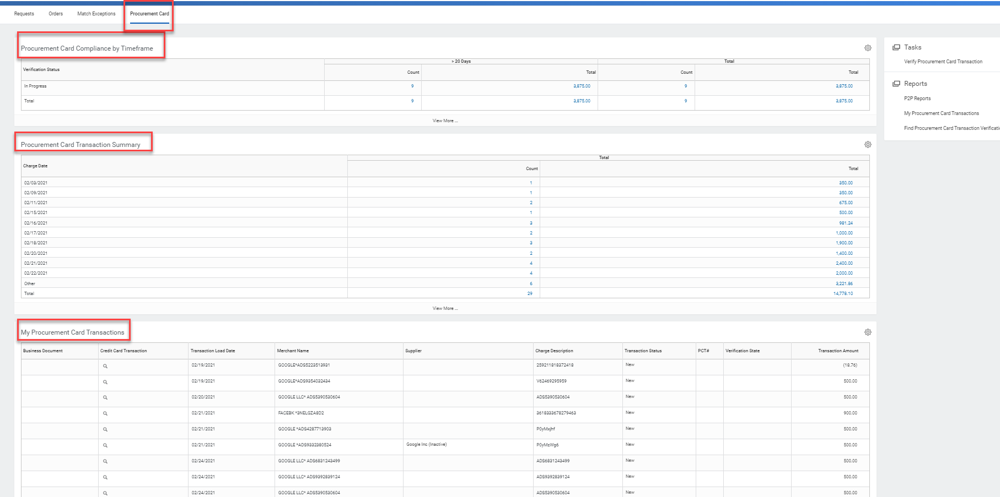 Requests Orders Match Exceptions Procurement Card
Procurement Card Compliance by Timeframe
Verification Status > 20 Days Total
Count Total Count Total
In Progress 9 3,875.00 9 3,875.00
Total 9 3,875.00 9 3,875.00
View More ...
Procurement Card Transaction Summary
Charge Date Total
Count Total
02/03/2021 1 350.00
02/09/2021 1 350.00
02/11/2021 2 675.00
02/15/2021 1 500.00
02/16/2021 3 981.24
02/17/2021 2 1,000.00
02/18/2021 3 1,900.00
02/20/2021 2 1,400.00
02/21/2021 4 2,400.00
02/22/2021 4 2,000.00
Other 6 3,221.86
Total 29 14,778.10
View More ...
My Procurement Card Transactions
Business Document Credit Card Transaction Transaction Load Date Merchant Name Supplier Charge Description Transaction Status PCT# Verification State Transaction Amount
02/19/2021 GOOGLE*ADS5223513931 259211818372418 New (18.76)
02/19/2021 GOOGLE*ADS9354032434 V62469295959 New 500.00
02/20/2021 GOOGLE LLC* ADS5390530604 ADS5390530604 New 500.00
02/21/2021 FACEBK *3NELGZA8D2 3618333678279463 New 900.00
02/21/2021 GOOGLE *ADS4287713903 P0yMxjhf New 500.00
02/21/2021 GOOGLE *ADS9332380524 Google Inc (Inactive) P0yMzWg6 New 500.00
02/24/2021 GOOGLE LLC* ADS6831243499 ADS6831243499 New 500.00
02/24/2021 GOOGLE LLC* ADS9392839124 ADS9392839124 New 500.00
02/24/2021 GOOGLE LLC* ADS5390530604 ADS5390530604 New 500.00
Tasks
Verify Procurement Card Transaction
Reports
P2P Reports
My Procurement Card Transactions
Find Procurement Card Transaction Verificati